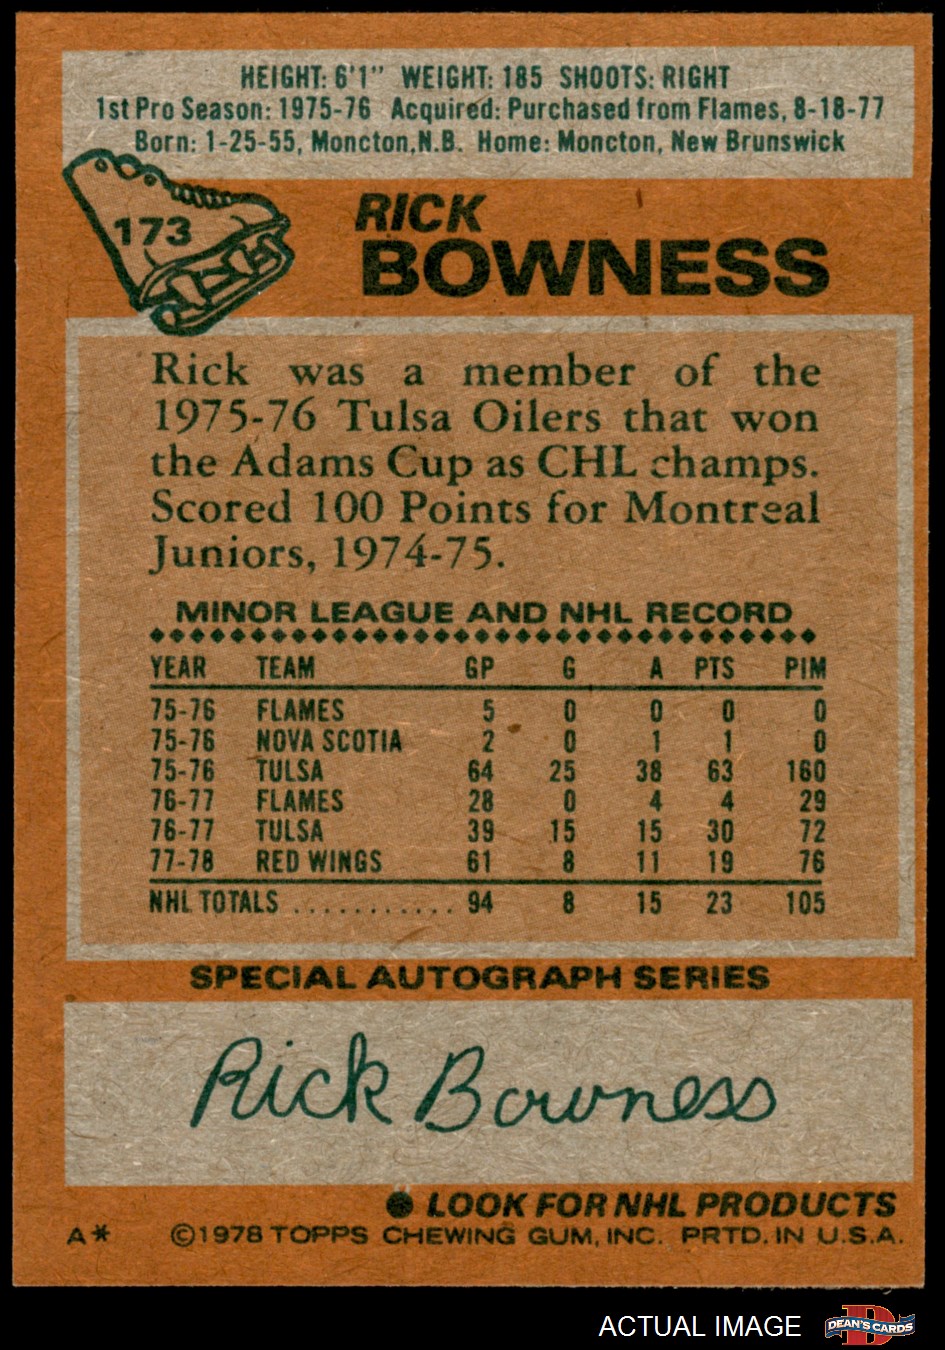 HEIGHT: 6'1" WEIGHT: 185 SHOOTS: RIGHT
1st Pro Season: 1975-76 Acquired: Purchased from Flames, 8-18-77
Born: 1-25-55, Moncton,N.B. Home: Moncton, New Brunswick
173
RICK
BOWNESS
Rick was a member of the
1975-76 Tulsa Oilers that won
the Adams Cup as CHL champs.
Scored 100 Points for Montreal
Juniors, 1974-75.
MINOR LEAGUE AND NHL RECORD
YEAR TEAM GP G A PTS PIM
75-76 FLAMES 5 0 0 0 0
75-76 NOVA SCOTIA 2 0 1 1 0
75-76 TULSA 64 25 38 63 160
76-77 FLAMES 28 0 4 4 29
76-77 TULSA 39 15 15 30 72
77-78 RED WINGS 61 8 11 19 76
NHL TOTALS ............ 94 8 15 23 105
SPECIAL AUTOGRAPH SERIES
Rick Bowness
● LOOK FOR NHL PRODUCTS
A* ©1978 TOPPS CHEWING GUM, INC. PRTD. IN U.S.A.
ACTUAL IMAGE DEAN'S CARDS